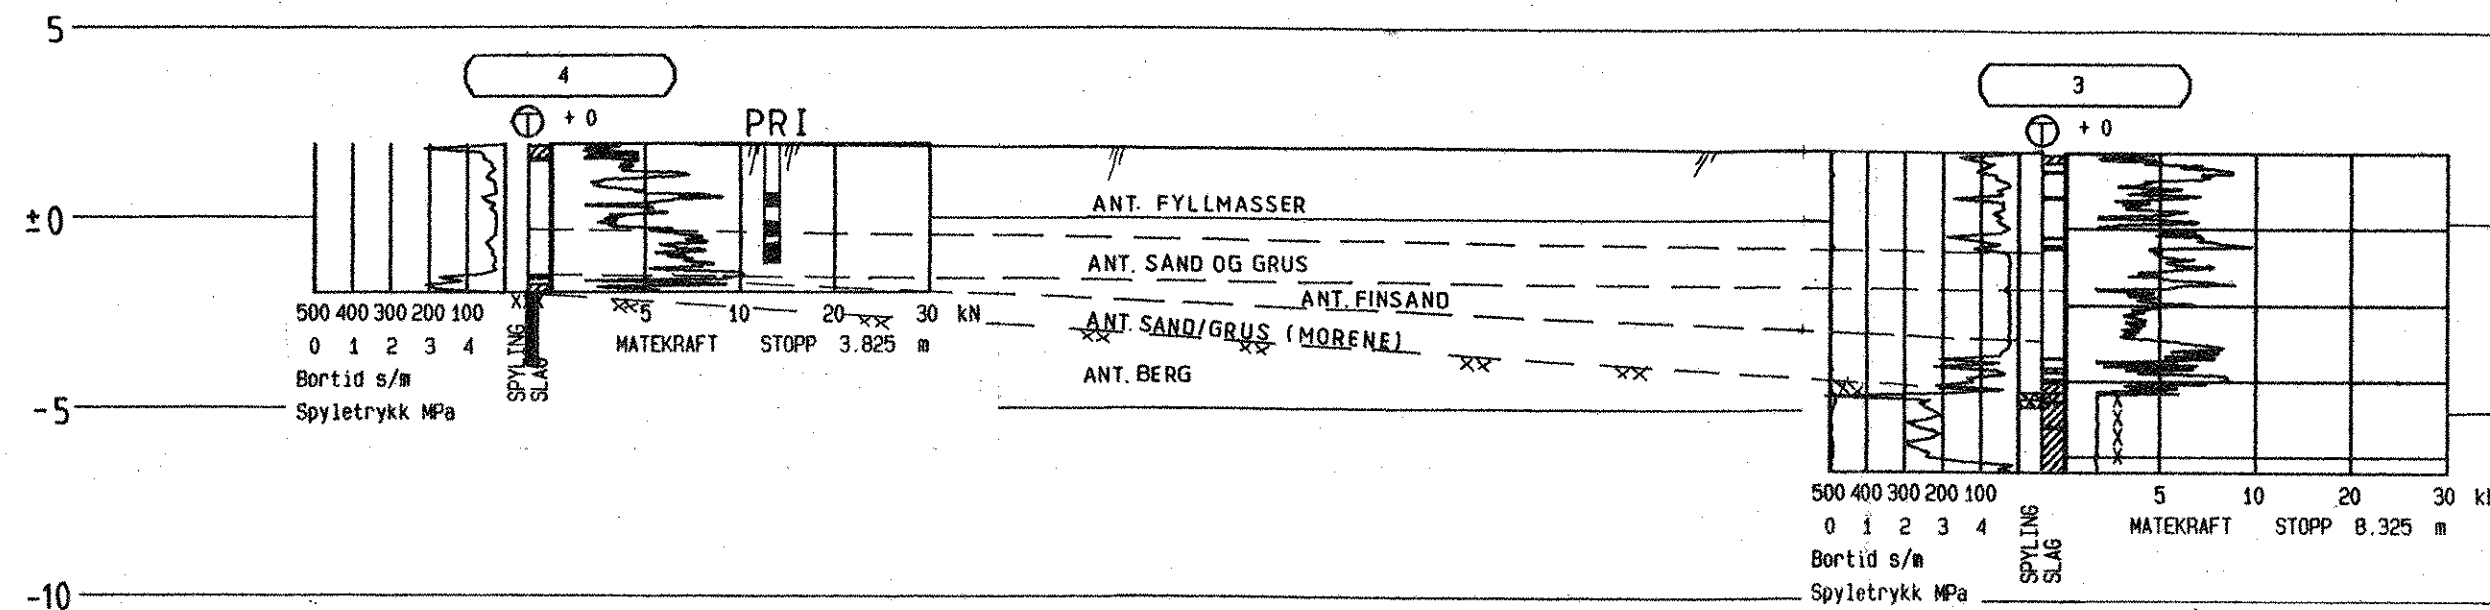 5
4
3
+ 0
PR I
+ 0
ANT. FYLLMASSER
± 0
ANT. SAND OG GRUS
ANT. FINSAND
ANT. SAND/GRUS (MORENE)
ANT. BERG
500 400 300 200 100
5 10 20 30 kN
0 1 2 3 4
SPYLING
SLAG
MATEKRAFT STOPP 3.825 m
Bortid s/m
Spyletrykk MPa
-5
500 400 300 200 100
5 10 20 30
0 1 2 3 4
SPYLING
SLAG
MATEKRAFT STOPP 8.325 m
Bortid s/m
Spyletrykk MPa
-10